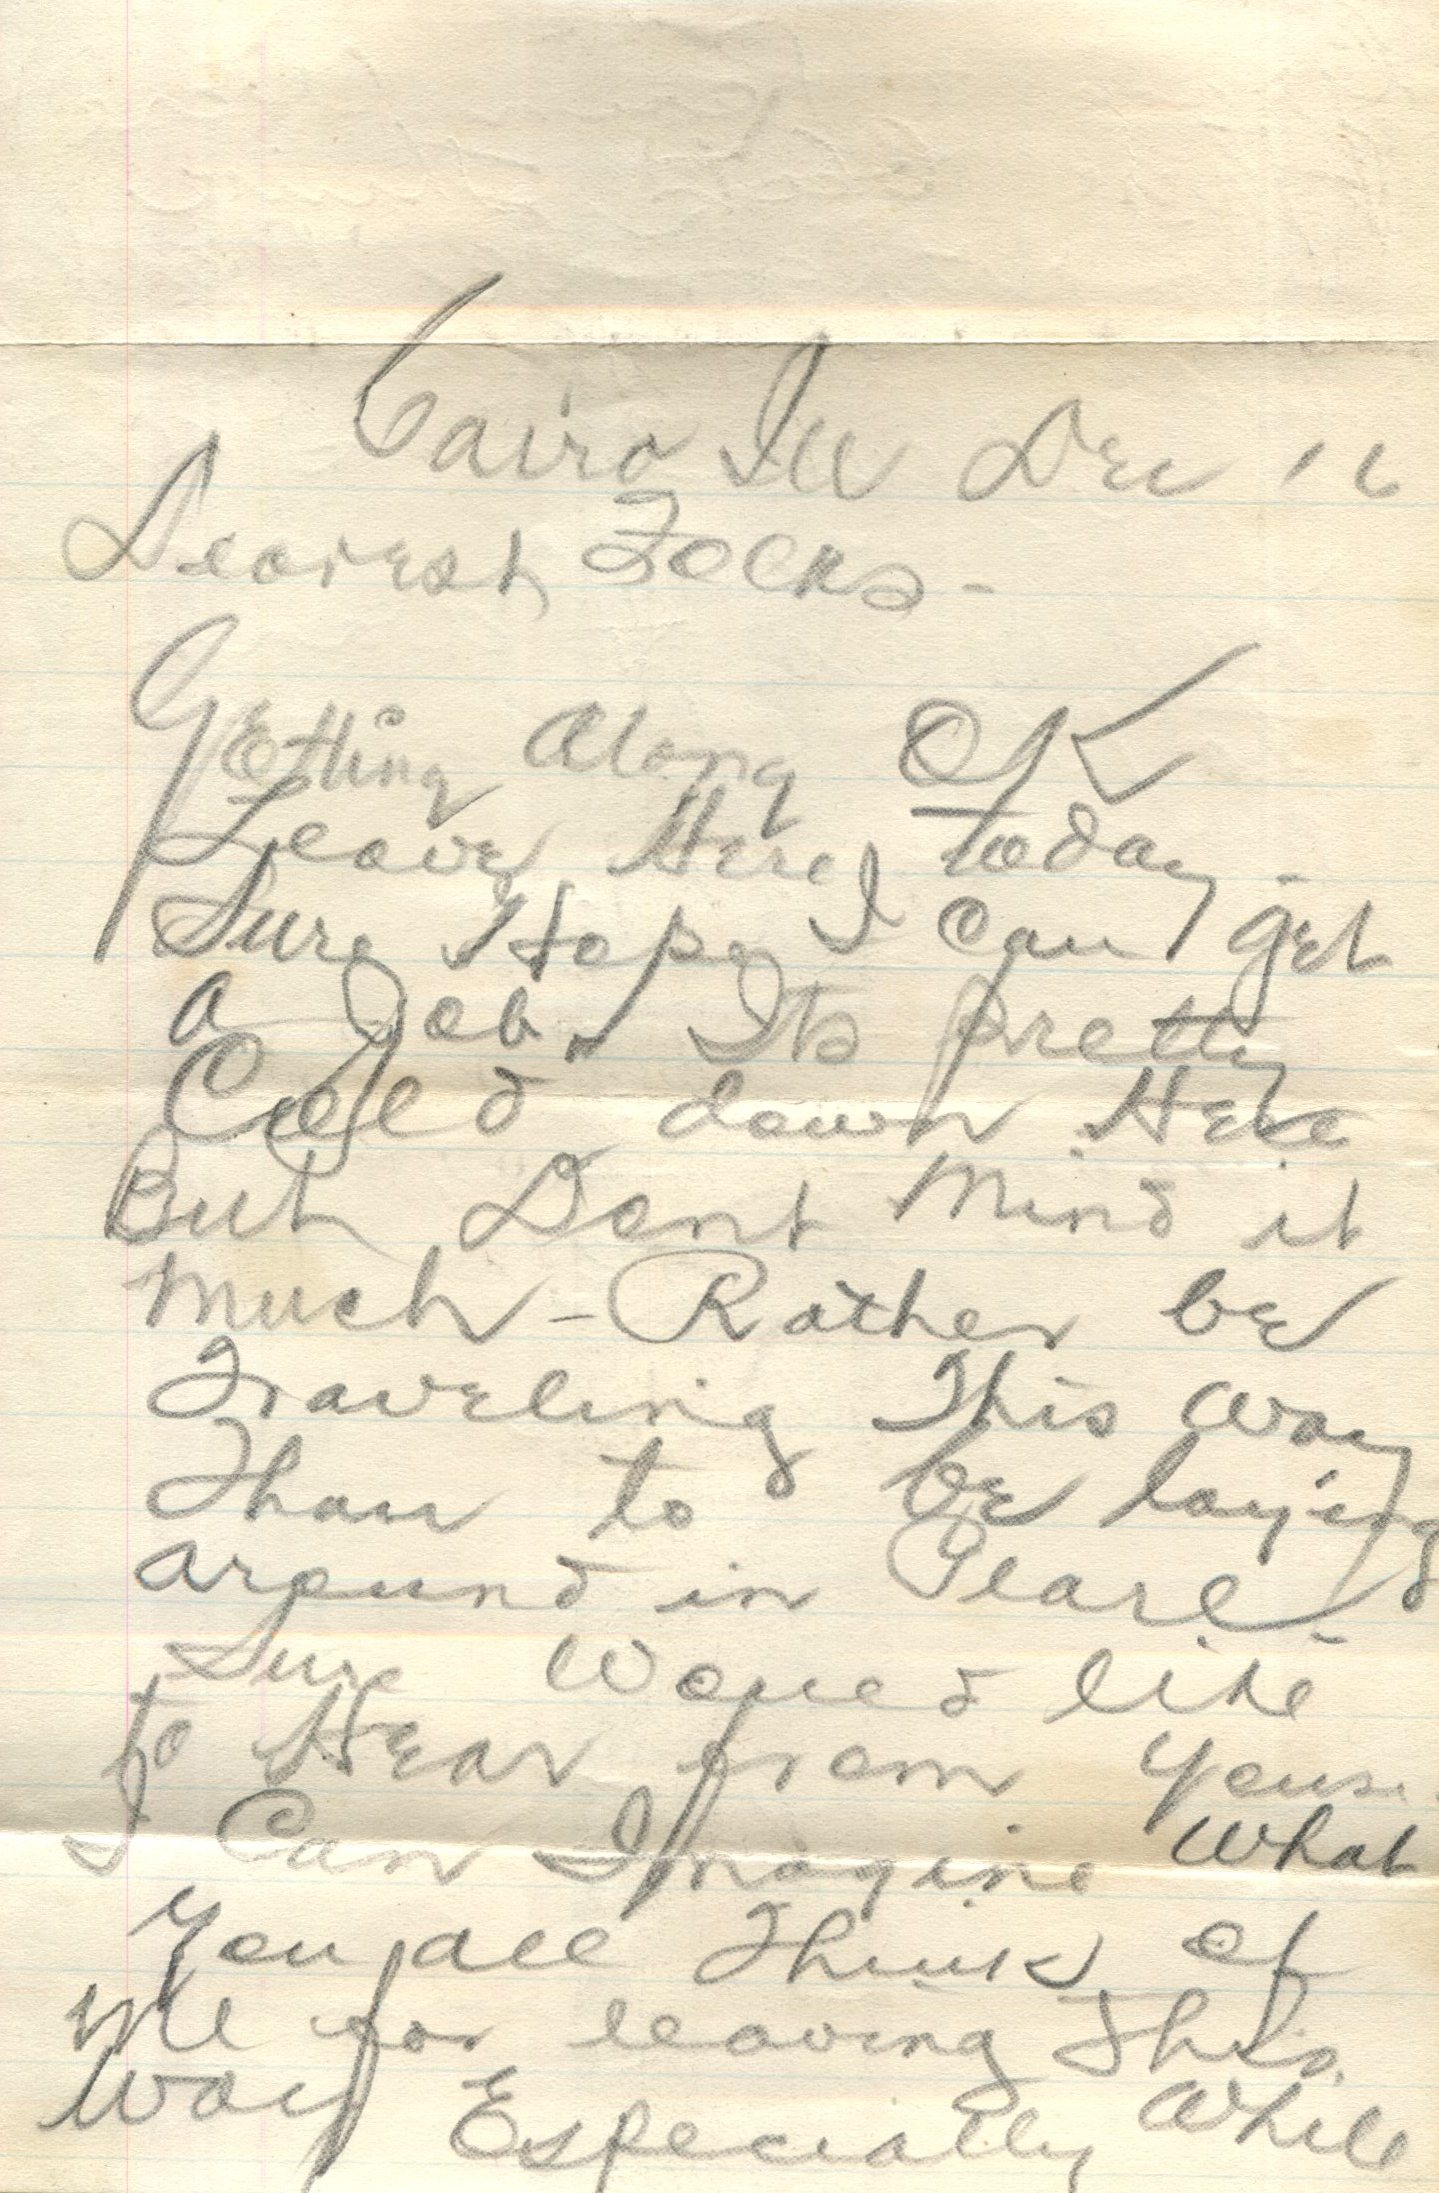 Cairo Ill Dec 16
Dearest Folks -
Getting Along OK
Leave Here today -
Sure Hope I can get
a Job. Its pretty
Cold down Here
But Dont Mind it
Much - Rather be
Traveling This Way
Than to be laying
around in Pearl -
Sure Would like
to Hear from Youse.
I Can Imagine What
You all Think of
Me for leaving This
Way Especially While